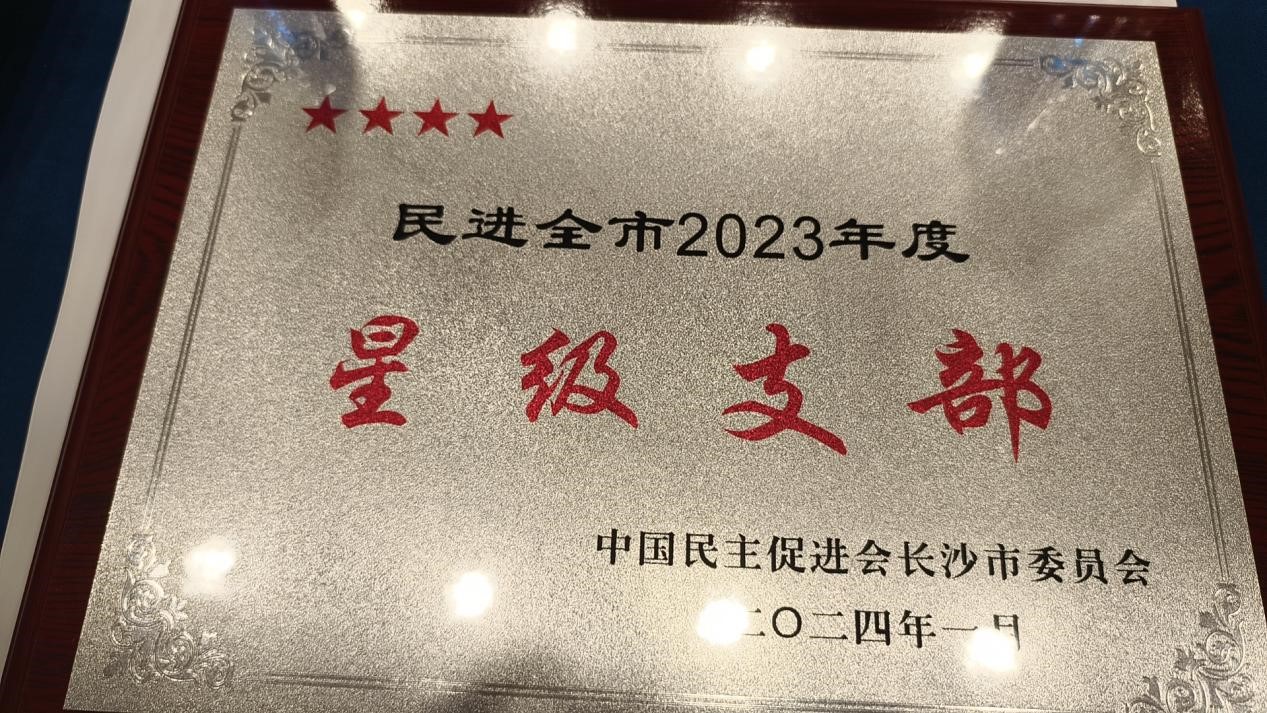 ★★★★
民进全市2023年度
星级支部
中国民主促进会长沙市委员会
二〇二四年一月